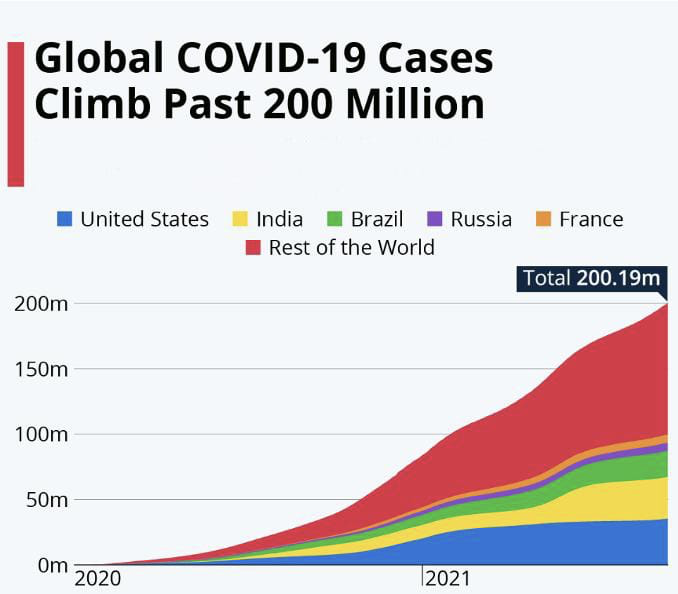 Global COVID-19 Cases
Climb Past 200 Million
United States India Brazil Russia France
Rest of the World
Total 200.19m
200m
150m
100m
50m
0m
2020 2021